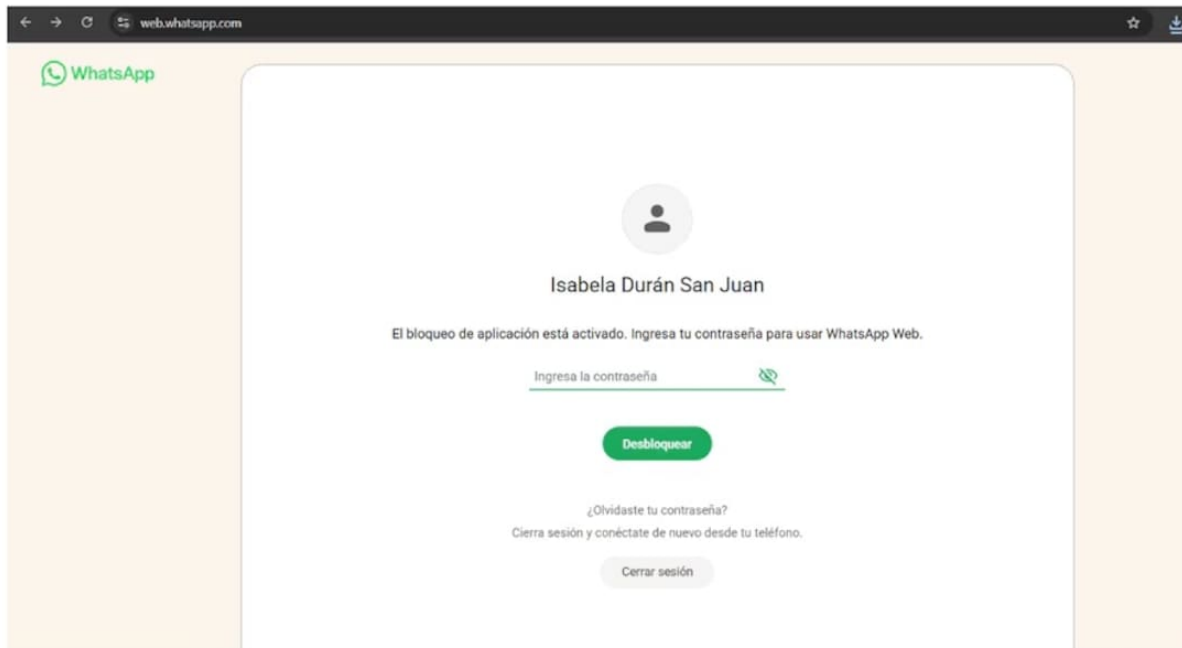 web.whatsapp.com
WhatsApp
Isabela Durán San Juan
El bloqueo de aplicación está activado. Ingresa tu contraseña para usar WhatsApp Web.
Ingresa la contraseña
Desbloquear
¿Olvidaste tu contraseña?
Cierra sesión y conéctate de nuevo desde tu teléfono.
Cerrar sesión